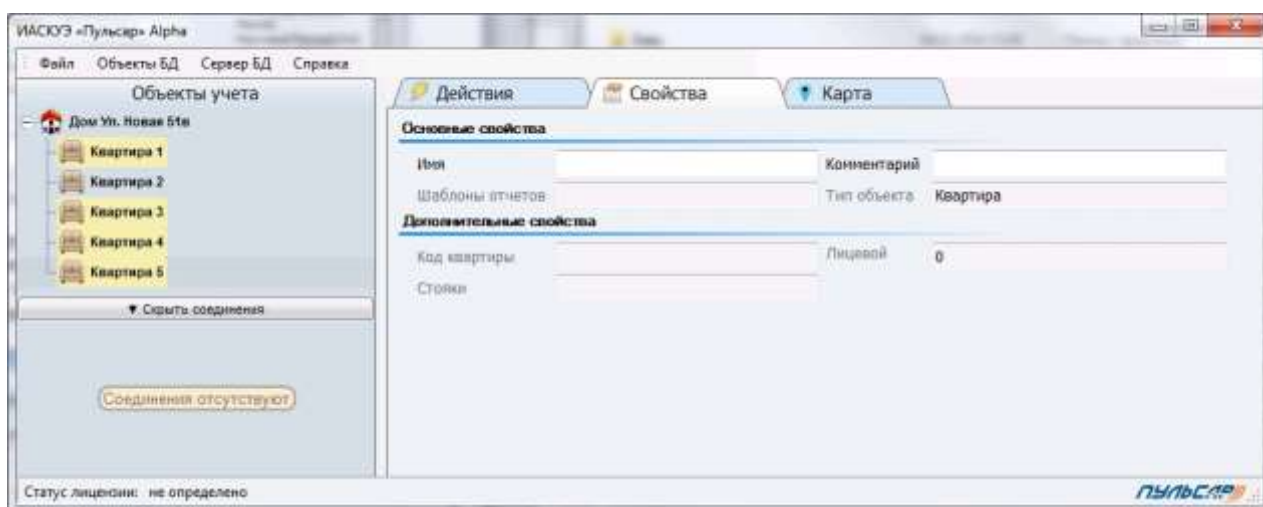 ИАСКУЭ «Пульсар» Alpha
Файл Объекты БД Сервер БД Справка
Объекты учета
Дом Ул. Новая 51в
Квартира 1
Квартира 2
Квартира 3
Квартира 4
Квартира 5
▼ Скрыть соединения
Соединения отсутствуют
Действия Свойства Карта
Основные свойства
Имя Комментарий
Шаблоны отчетов Тип объекта Квартира
Дополнительные свойства
Код квартиры Лицевой 0
Стояки
Статус лицензии: не определено
ПУЛЬСАР